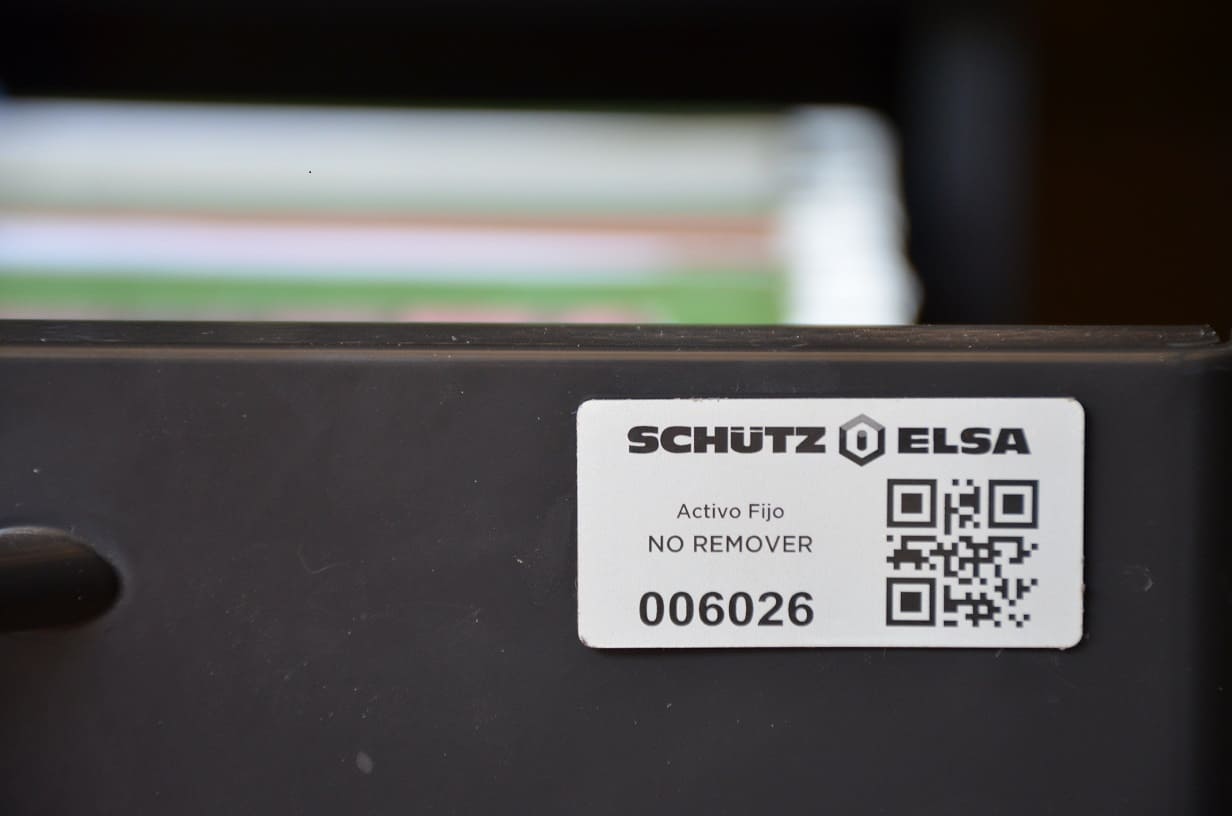 SCHÜTZ ELSA
Activo Fijo
NO REMOVER
006026